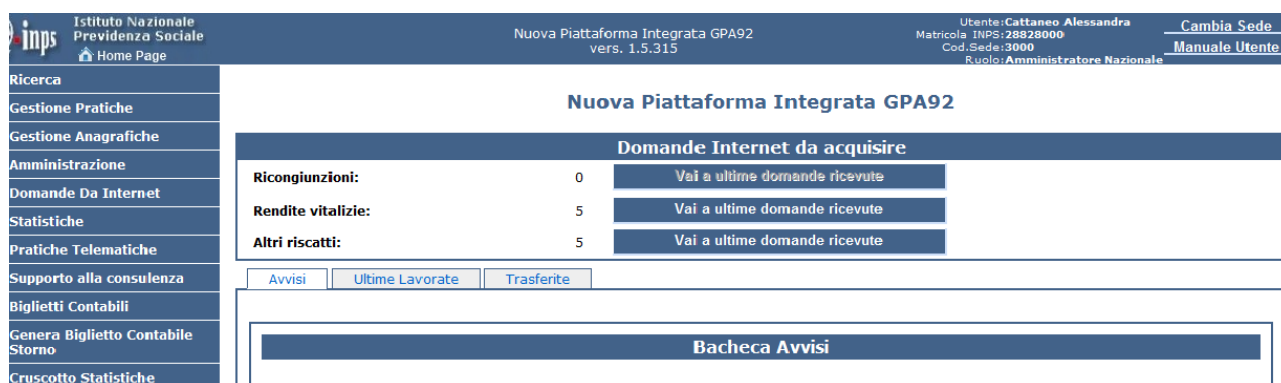 inps
Istituto Nazionale
Previdenza Sociale
Home Page
Nuova Piattaforma Integrata GPA92
vers. 1.5.315
Utente:Cattaneo Alessandra
Matricola INPS:28828000
Cod.Sede:3000
Ruolo:Amministratore Nazionale
Cambia Sede
Manuale Utente
Ricerca
Gestione Pratiche
Gestione Anagrafiche
Amministrazione
Domande Da Internet
Statistiche
Pratiche Telematiche
Supporto alla consulenza
Biglietti Contabili
Genera Biglietto Contabile
Storno
Cruscotto Statistiche
Nuova Piattaforma Integrata GPA92
Domande Internet da acquisire
Ricongiunzioni: 0 Vai a ultime domande ricevute
Rendite vitalizie: 5 Vai a ultime domande ricevute
Altri riscatti: 5 Vai a ultime domande ricevute
Avvisi Ultime Lavorate Trasferite
Bacheca Avvisi